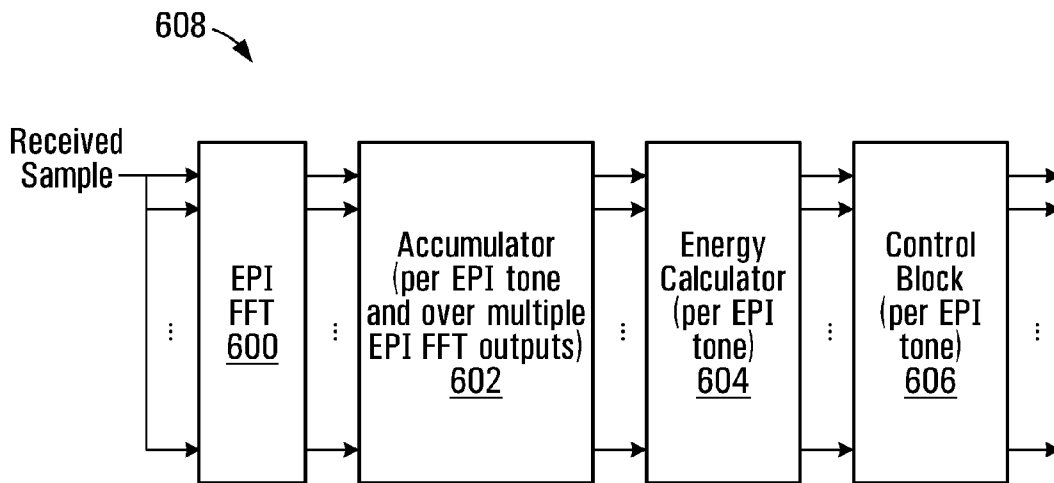 608
Received
Sample
EPI
FFT
600
Accumulator
(per EPI tone
and over multiple
EPI FFT outputs)
602
Energy
Calculator
(per EPI
tone)
604
Control
Block
(per EPI
tone)
606